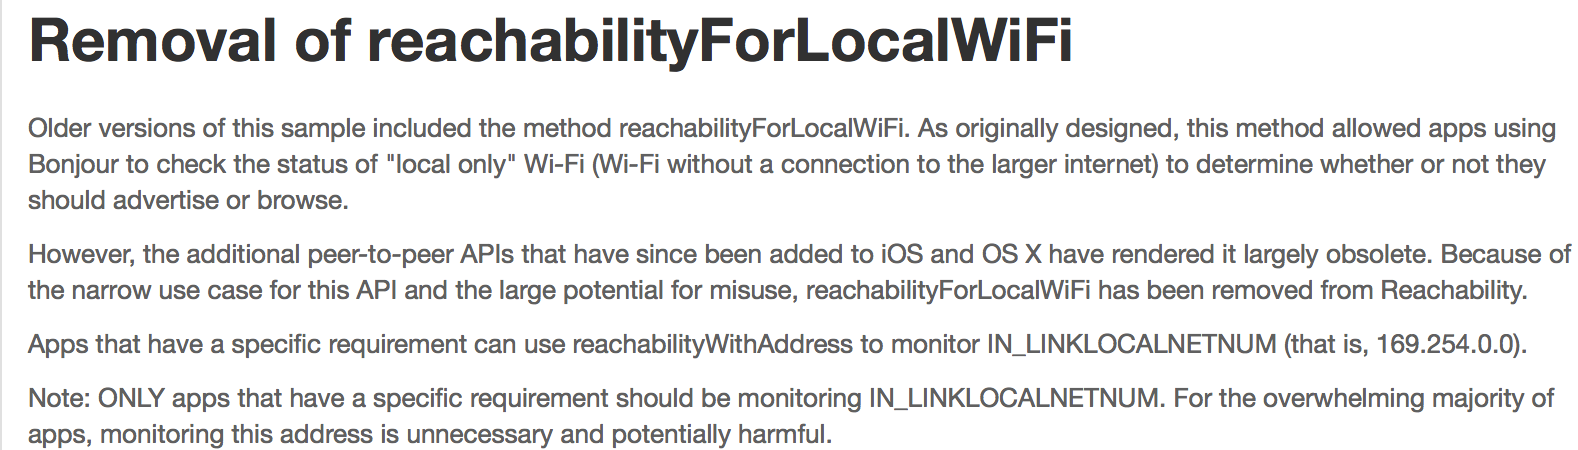 Removal of reachabilityForLocalWiFi
Older versions of this sample included the method reachabilityForLocalWiFi. As originally designed, this method allowed apps using
Bonjour to check the status of "local only" Wi-Fi (Wi-Fi without a connection to the larger internet) to determine whether or not they
should advertise or browse.
However, the additional peer-to-peer APIs that have since been added to iOS and OS X have rendered it largely obsolete. Because of
the narrow use case for this API and the large potential for misuse, reachabilityForLocalWiFi has been removed from Reachability.
Apps that have a specific requirement can use reachabilityWithAddress to monitor IN_LINKLOCALNETNUM (that is, 169.254.0.0).
Note: ONLY apps that have a specific requirement should be monitoring IN_LINKLOCALNETNUM. For the overwhelming majority of
apps, monitoring this address is unnecessary and potentially harmful.